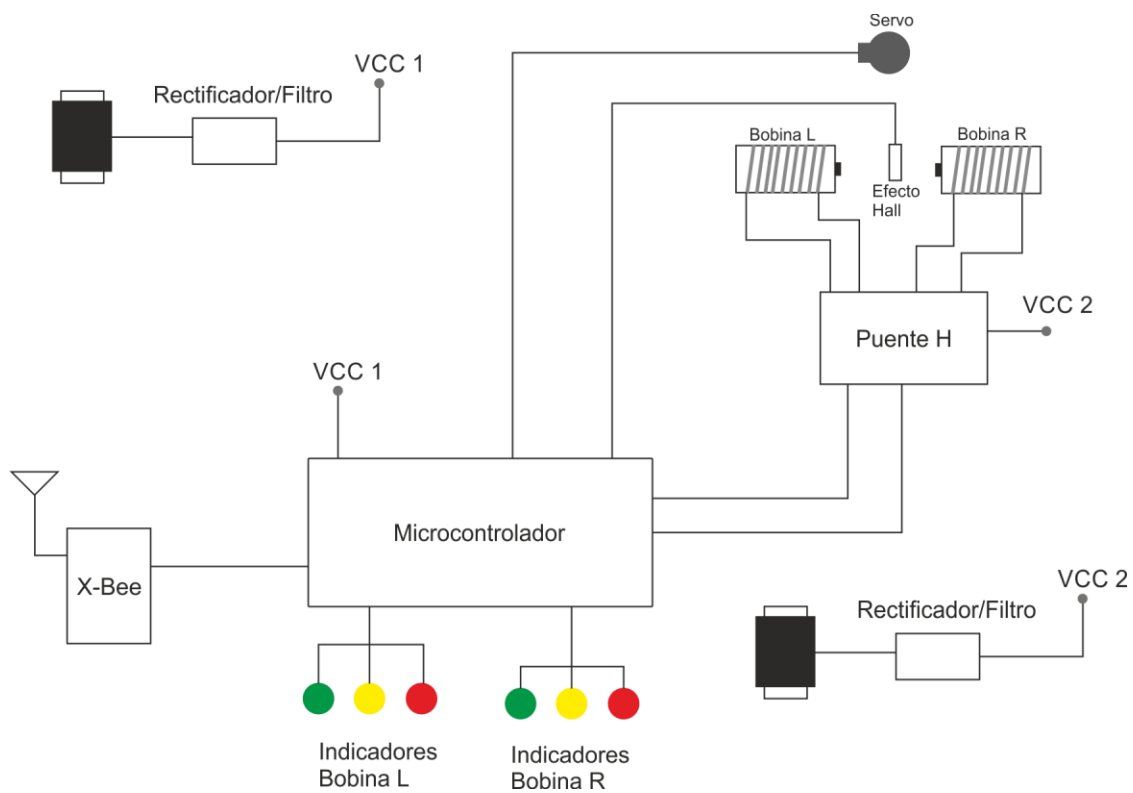 Servo
VCC 1
Rectificador/Filtro
Bobina L
Bobina R
Efecto
Hall
VCC 2
Puente H
VCC 1
Microcontrolador
X-Bee
VCC 2
Rectificador/Filtro
Indicadores
Bobina L
Indicadores
Bobina R